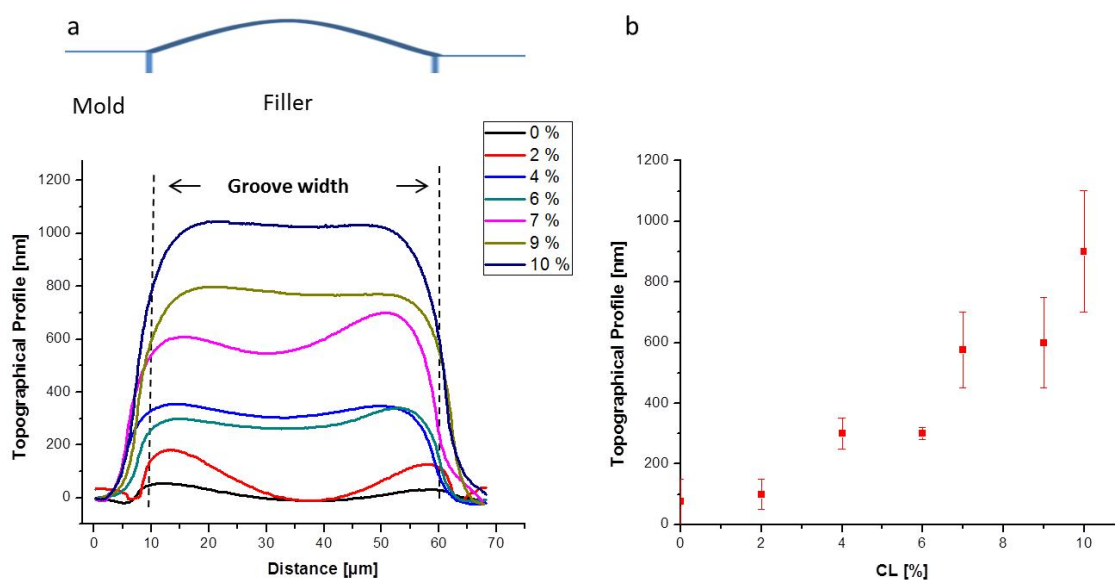 a
Mold
Filler
0 %
2 %
4 %
6 %
7 %
9 %
10 %
Groove width
1200
1000
800
600
400
200
0
Topographical Profile [nm]
0 10 20 30 40 50 60 70
Distance [µm]
b
1200
1000
800
600
400
200
0
Topographical Profile [nm]
0 2 4 6 8 10
CL [%]